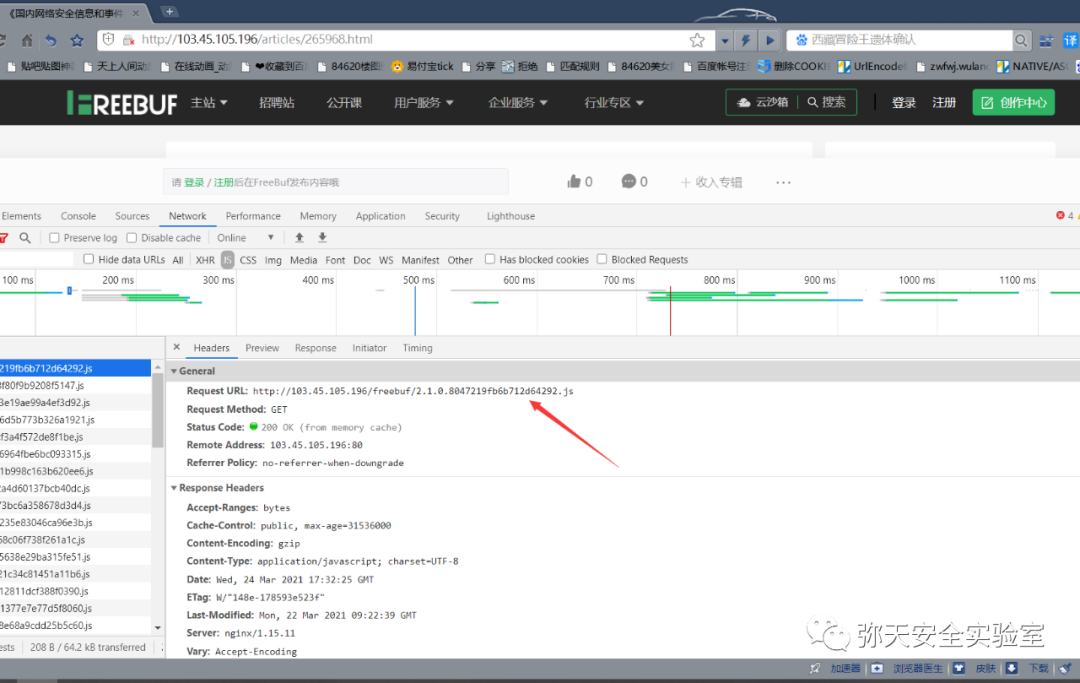 《国内网络安全信息和事件
http://103.45.105.196/articles/265968.html
西藏冒险王遗体确认
译
贴吧贴图神 天上人间动 在线动画_动 ❤收藏到百 84620楼图 易付宝tick 分享 拒绝 匹配规则 84620美女 百度帐号注 删除COOKI UrlEncode zwfwj.wulan NATIVE/AS
FREEBUF 主站 招聘站 公开课 用户服务 企业服务 行业专区 云沙箱 搜索 登录 注册 创作中心
请 登录 / 注册后在FreeBuf发布内容哦 0 0 + 收入专辑 ...
Elements Console Sources Network Performance Memory Application Security Lighthouse 4
Preserve log Disable cache Online
Hide data URLs All XHR JS CSS Img Media Font Doc WS Manifest Other Has blocked cookies Blocked Requests
100 ms 200 ms 300 ms 400 ms 500 ms 600 ms 700 ms 800 ms 900 ms 1000 ms 1100 ms
× Headers Preview Response Initiator Timing
219fb6b712d64292.js
8f80f9b9208f5147.js
3e19ae99a4ef3d92.js
6d5b773b326a1921.js
cf3a4f572de8f1be.js
6964fbe6bc093315.js
1b998c163b620ee6.js
2a4d60137bcb40dc.js
73bc6a358678d3d4.js
235e83046ca96e3b.js
68c06f738f261a1c.js
5638e29ba315fe51.js
21c34c81451a11b6.js
12811dcf388f0390.js
1377e7e77d5f8060.js
8e68a9cdd25b5c60.js
ests 208 B / 64.2 kB transferred
General
Request URL: http://103.45.105.196/freebuf/2.1.0.8047219fb6b712d64292.js
Request Method: GET
Status Code: 200 OK (from memory cache)
Remote Address: 103.45.105.196:80
Referrer Policy: no-referrer-when-downgrade
Response Headers
Accept-Ranges: bytes
Cache-Control: public, max-age=31536000
Content-Encoding: gzip
Content-Type: application/javascript; charset=UTF-8
Date: Wed, 24 Mar 2021 17:32:25 GMT
ETag: W/"148e-178593e523f"
Last-Modified: Mon, 22 Mar 2021 09:22:39 GMT
Server: nginx/1.15.11
Vary: Accept-Encoding
弥天安全实验室
加速器 浏览器医生 皮肤 下载